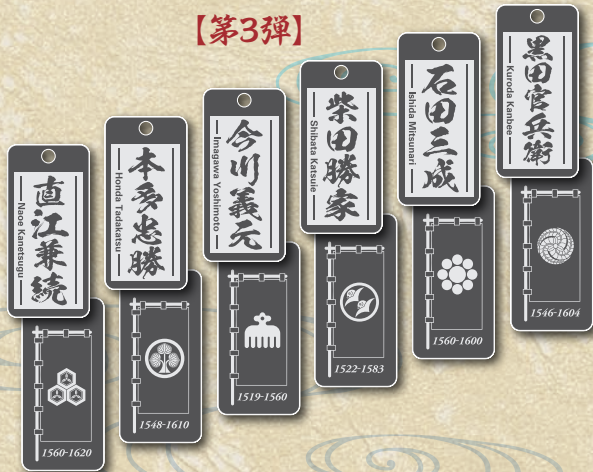 【第3弾】
直江兼続
Naoe Kanetsugu
1560-1620
本多忠勝
Honda Tadakatsu
1548-1610
今川義元
Imagawa Yoshimoto
1519-1560
柴田勝家
Shibata Katsuie
1522-1583
石田三成
Ishida Mitsunari
1560-1600
黒田官兵衛
Kuroda Kanbee
1546-1604